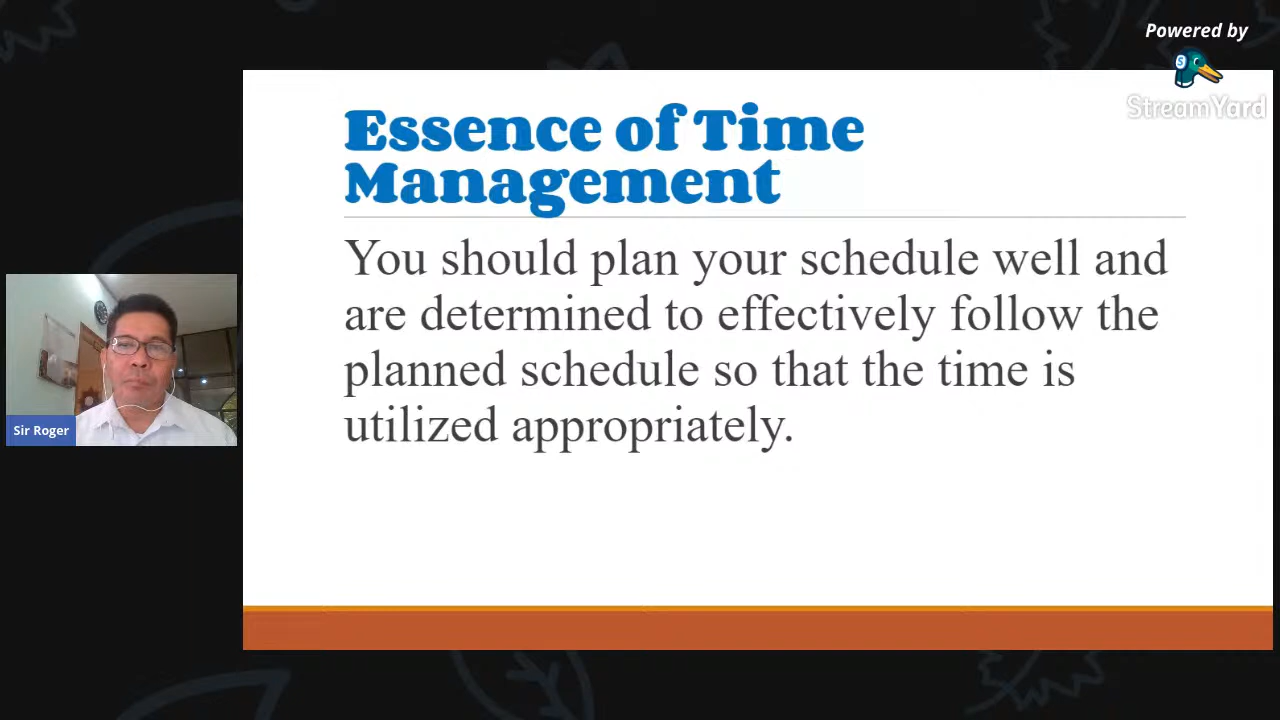 Powered by
StreamYard
Essence of Time
Management
You should plan your schedule well and
are determined to effectively follow the
planned schedule so that the time is
utilized appropriately.
Sir Roger